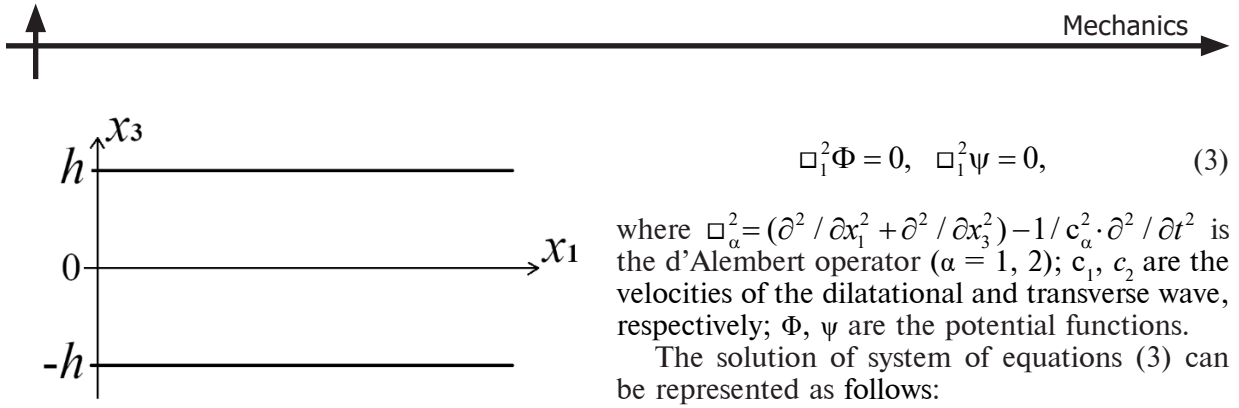 Mechanics
x₃
h
x₁
0
-h
□₁²Φ = 0, □₁²ψ = 0, (3)
where □α² = (∂² / ∂x₁² + ∂² / ∂x₃²) − 1 / cα² · ∂² / ∂t² is
the d’Alembert operator (α = 1, 2); c₁, c₂ are the
velocities of the dilatational and transverse wave,
respectively; Φ, ψ are the potential functions.
The solution of system of equations (3) can
be represented as follows: